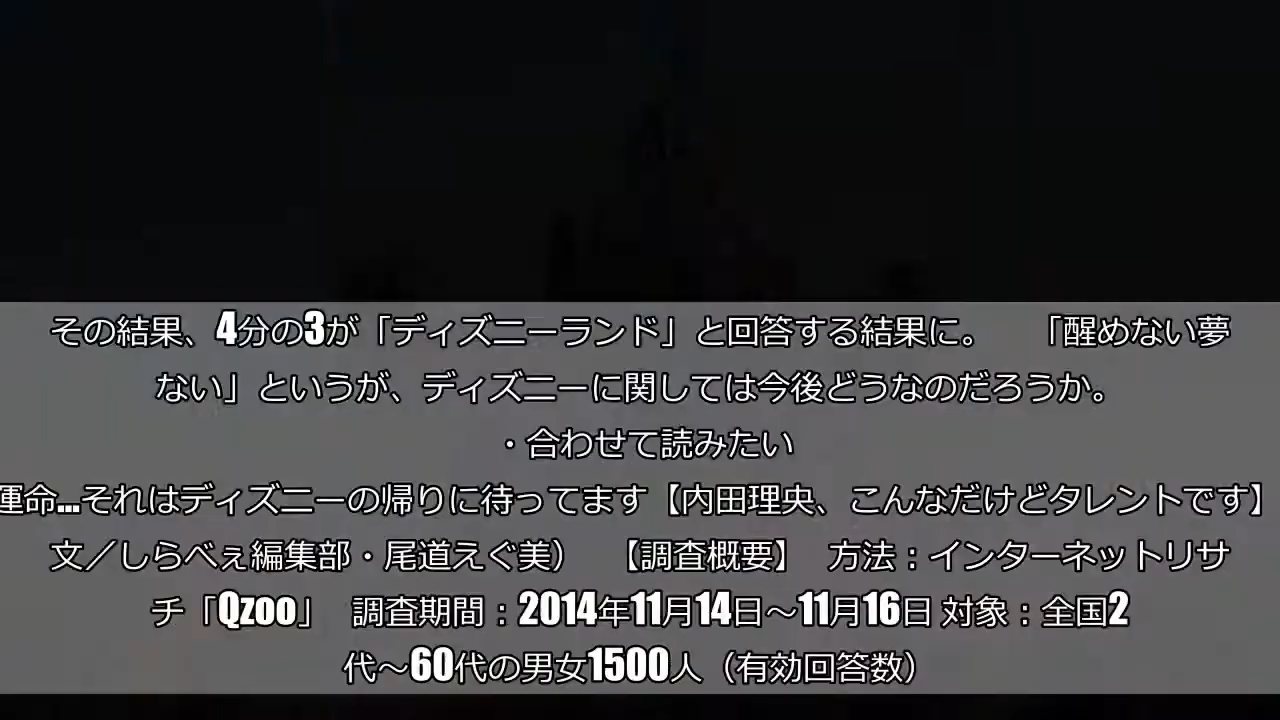 その結果、4分の3が「ディズニーランド」と回答する結果に。　「醒めない夢
ない」というが、ディズニーに関しては今後どうなのだろうか。
・合わせて読みたい
運命…それはディズニーの帰りに待ってます【内田理央、こんなだけどタレントです】
文／しらべぇ編集部・尾道えぐ美）　【調査概要】　方法：インターネットリサ
チ「Qzoo」　調査期間：2014年11月14日～11月16日 対象：全国2
代～60代の男女1500人（有効回答数）